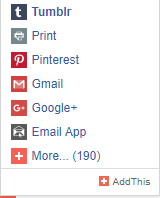 Tumblr
Print
Pinterest
Gmail
Google+
Email App
More... (190)
AddThis